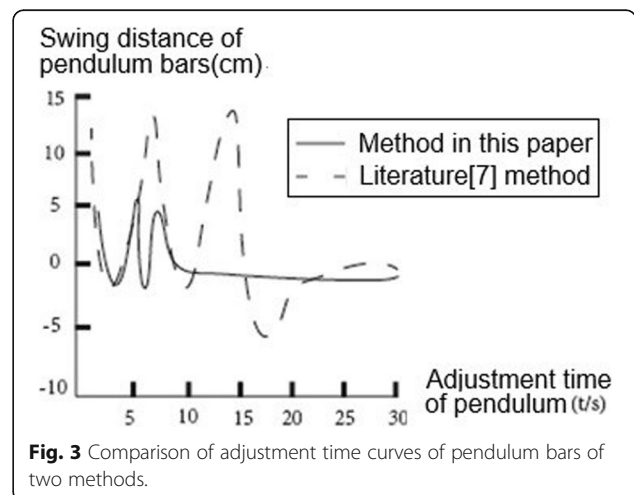 Swing distance of
pendulum bars(cm)
15
10
5
0
-5
-10
Method in this paper
Literature[7] method
5 10 15 20 25 30
Adjustment time
of pendulum (t/s)
Fig. 3 Comparison of adjustment time curves of pendulum bars of
two methods.